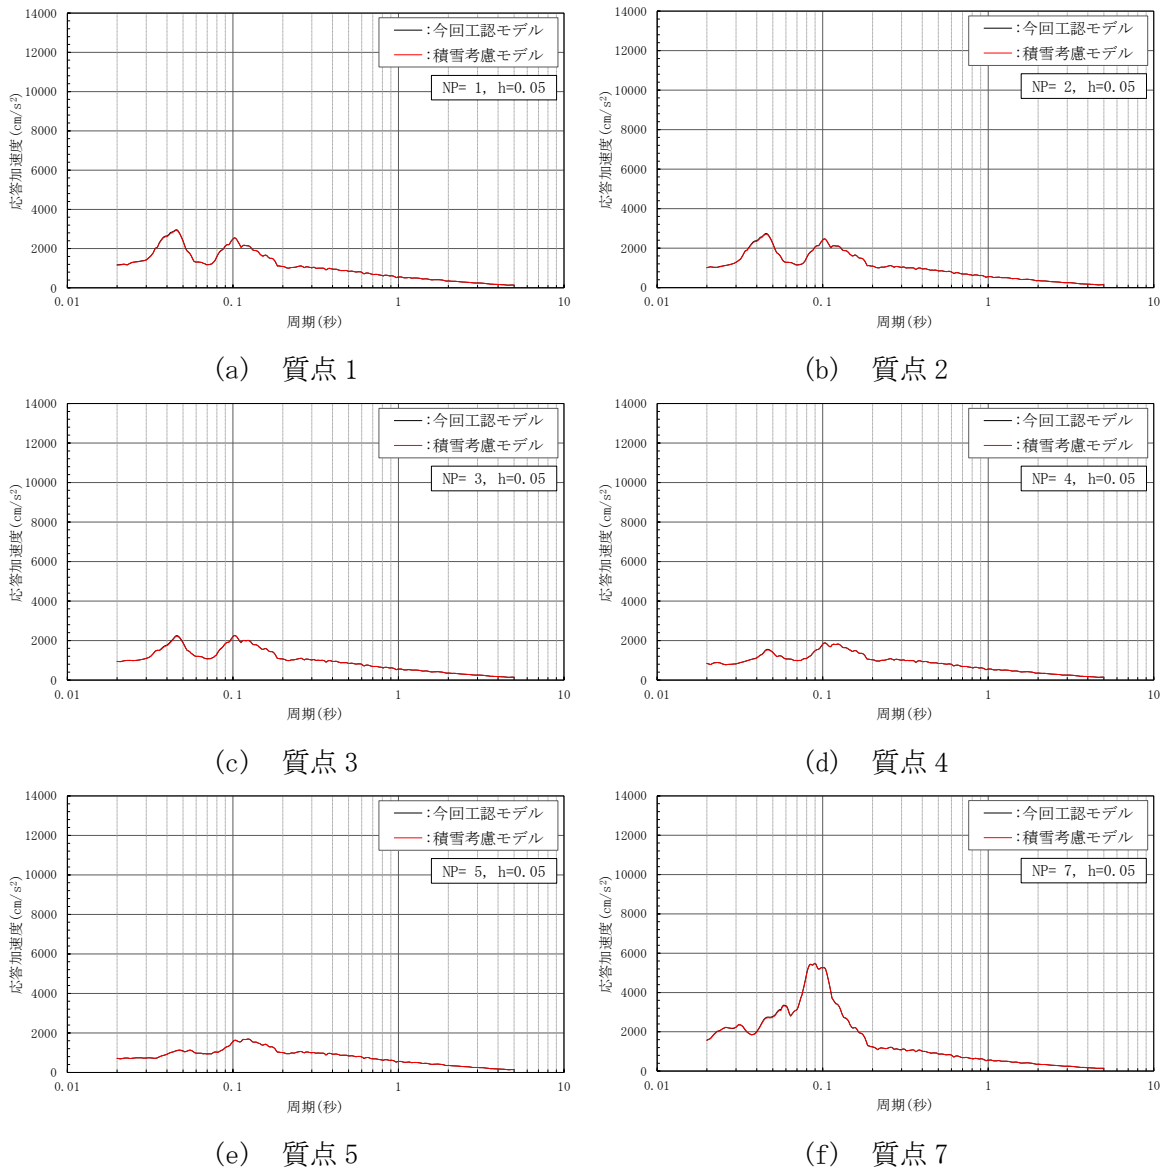 14000
12000
10000
8000
6000
4000
2000
0
応答加速度(cm/s²)
0.01 0.1 1 10
周期(秒)
:今回工認モデル
:積雪考慮モデル
NP= 1, h=0.05
(a) 質点 1
14000
12000
10000
8000
6000
4000
2000
0
応答加速度(cm/s²)
0.01 0.1 1 10
周期(秒)
:今回工認モデル
:積雪考慮モデル
NP= 2, h=0.05
(b) 質点 2
14000
12000
10000
8000
6000
4000
2000
0
応答加速度(cm/s²)
0.01 0.1 1 10
周期(秒)
:今回工認モデル
:積雪考慮モデル
NP= 3, h=0.05
(c) 質点 3
14000
12000
10000
8000
6000
4000
2000
0
応答加速度(cm/s²)
0.01 0.1 1 10
周期(秒)
:今回工認モデル
:積雪考慮モデル
NP= 4, h=0.05
(d) 質点 4
14000
12000
10000
8000
6000
4000
2000
0
応答加速度(cm/s²)
0.01 0.1 1 10
周期(秒)
:今回工認モデル
:積雪考慮モデル
NP= 5, h=0.05
(e) 質点 5
14000
12000
10000
8000
6000
4000
2000
0
応答加速度(cm/s²)
0.01 0.1 1 10
周期(秒)
:今回工認モデル
:積雪考慮モデル
NP= 7, h=0.05
(f) 質点 7